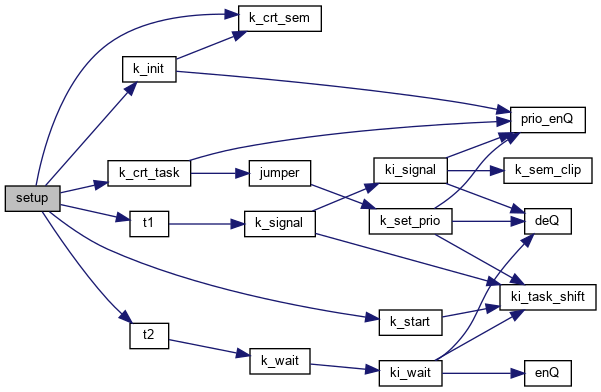 k_crt_sem
k_init
prio_enQ
k_crt_task
jumper
ki_signal
k_sem_clip
setup
t1
k_signal
k_set_prio
deQ
ki_task_shift
k_start
t2
k_wait
ki_wait
enQ